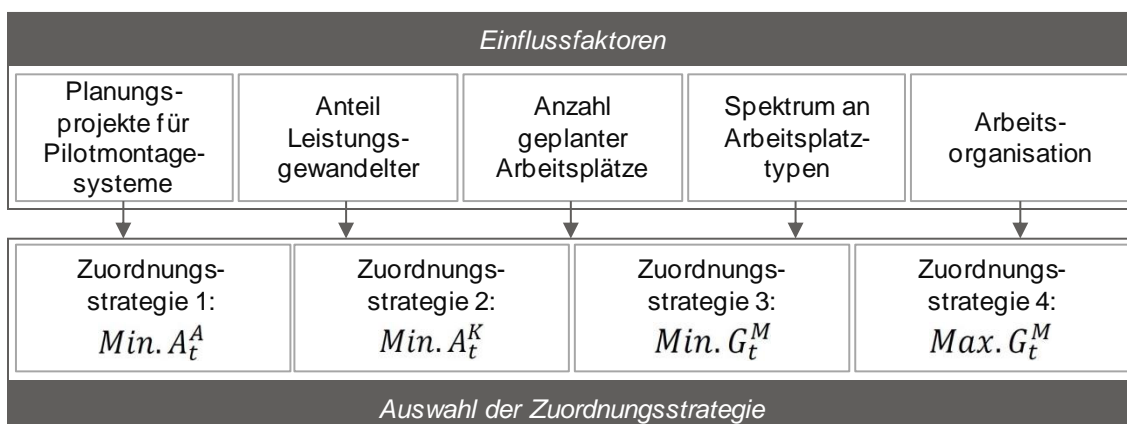 Einflussfaktoren
Planungs-
projekte für
Pilotmontage-
systeme
Anteil
Leistungs-
gewandelter
Anzahl
geplanter
Arbeitsplätze
Spektrum an
Arbeitsplatz-
typen
Arbeits-
organisation
Zuordnungs-
strategie 1:
Min. A_t^A
Zuordnungs-
strategie 2:
Min. A_t^K
Zuordnungs-
strategie 3:
Min. G_t^M
Zuordnungs-
strategie 4:
Max. G_t^M
Auswahl der Zuordnungsstrategie